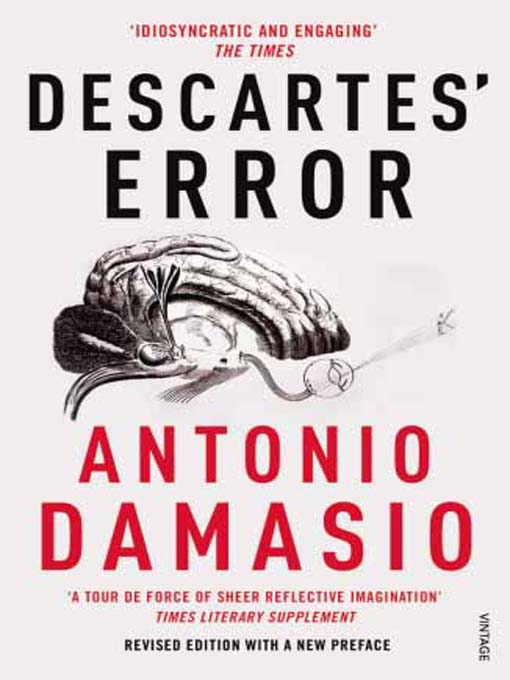 'IDIOSYNCRATIC AND ENGAGING'
THE TIMES
DESCARTES'
ERROR
ANTONIO
DAMASIO
'A TOUR DE FORCE OF SHEER REFLECTIVE IMAGINATION'
TIMES LITERARY SUPPLEMENT
REVISED EDITION WITH A NEW PREFACE
VINTAGE